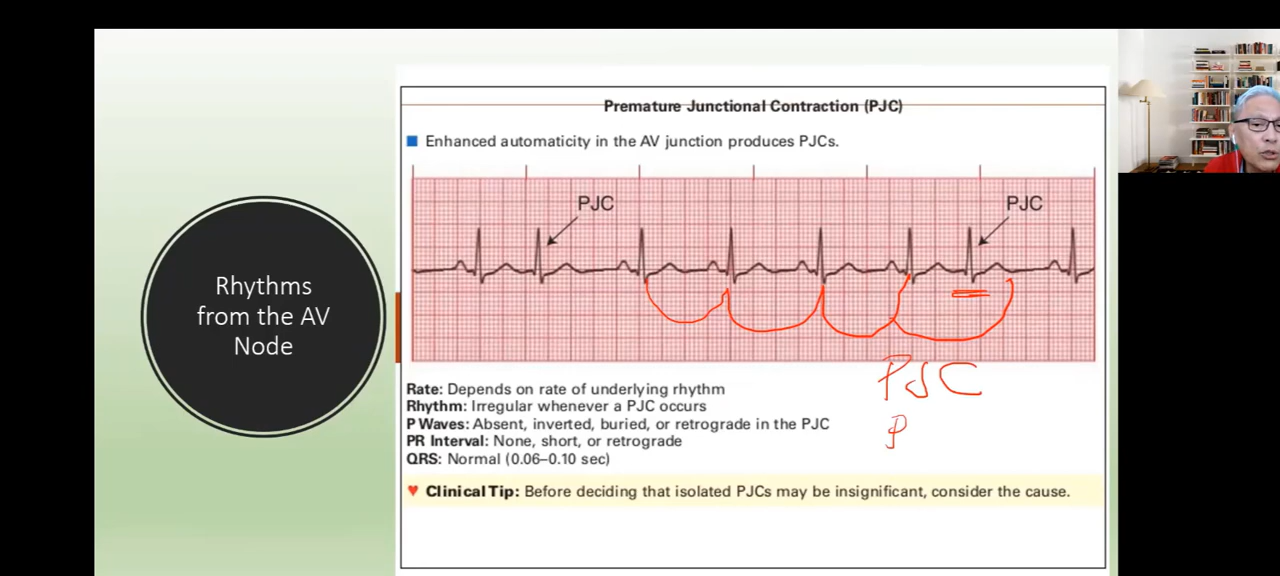 Rhythms
from the AV
Node
Premature Junctional Contraction (PJC)
Enhanced automaticity in the AV junction produces PJCs.
PJC
PJC
PJC
P
Rate: Depends on rate of underlying rhythm
Rhythm: Irregular whenever a PJC occurs
P Waves: Absent, inverted, buried, or retrograde in the PJC
PR Interval: None, short, or retrograde
QRS: Normal (0.06–0.10 sec)
♥ Clinical Tip: Before deciding that isolated PJCs may be insignificant, consider the cause.